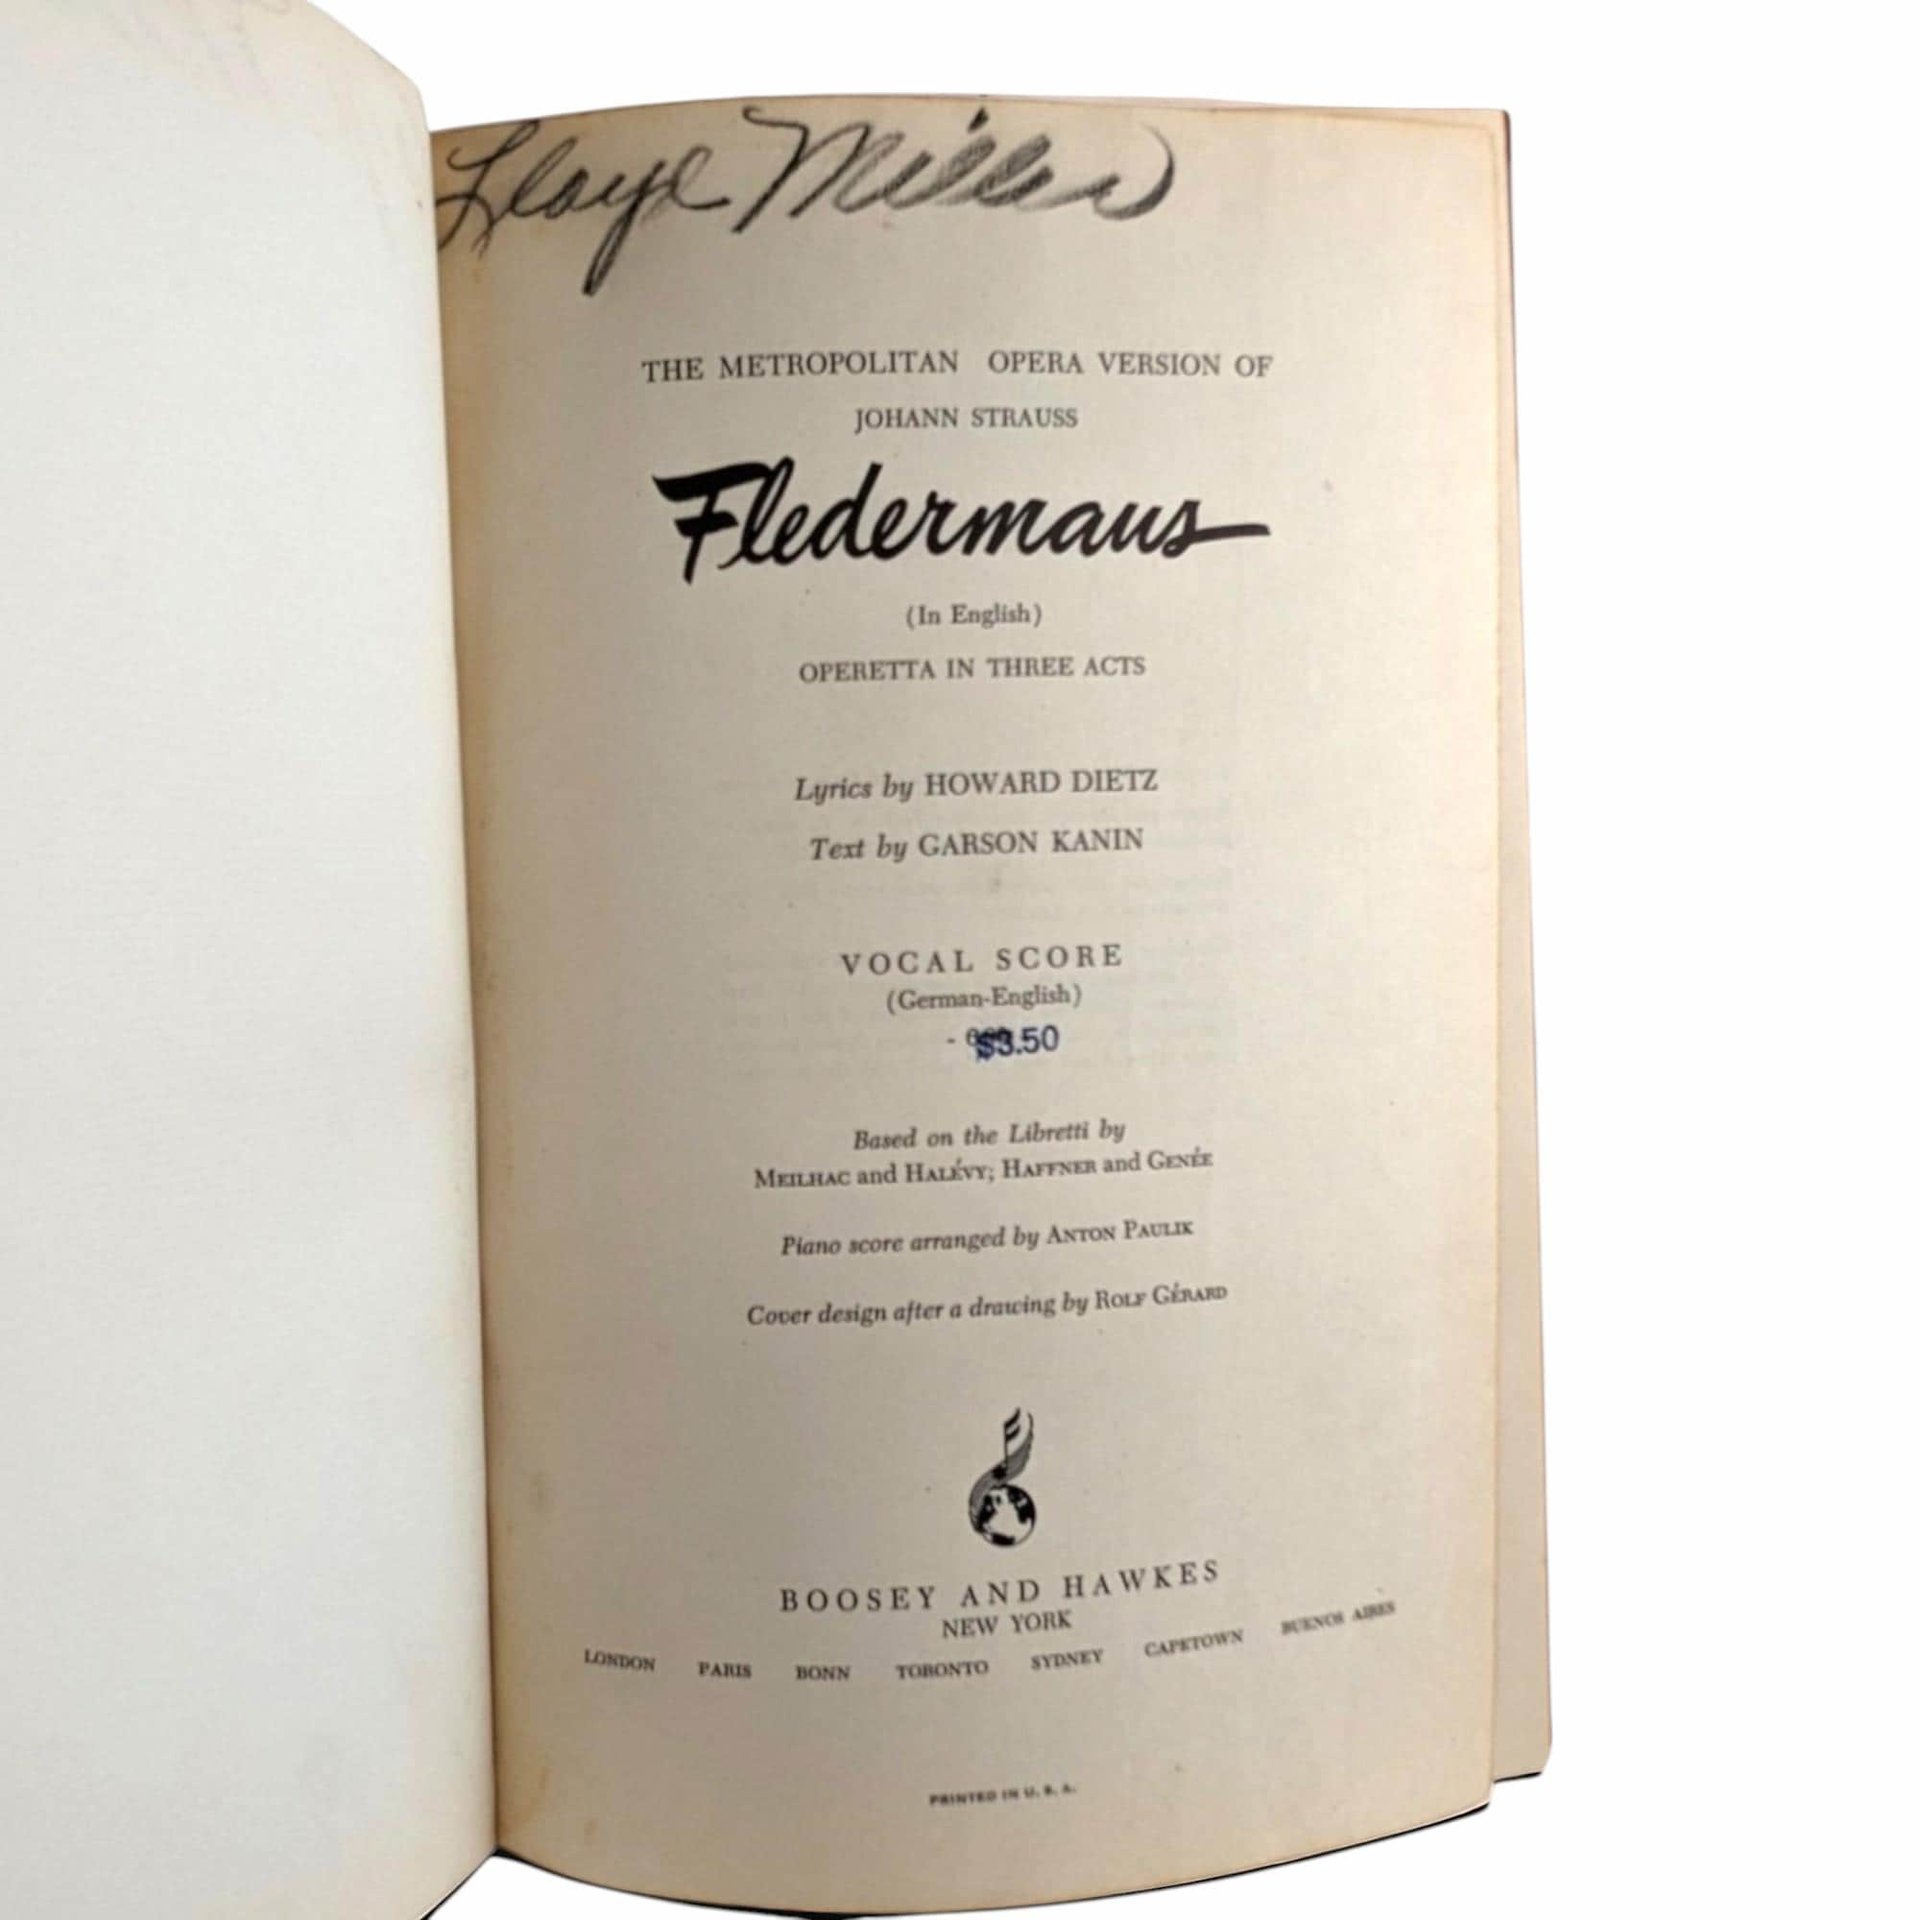 Lloyd Miller
THE METROPOLITAN OPERA VERSION OF
JOHANN STRAUSS
Fledermaus
(In English)
OPERETTA IN THREE ACTS
Lyrics by HOWARD DIETZ
Text by GARSON KANIN
VOCAL SCORE
(German-English)
$3.50
Based on the Libretti by
MEILHAC and HALÉVY; HAFFNER and GENÉE
Piano score arranged by ANTON PAULIK
Cover design after a drawing by ROLF GÉRARD
BOOSEY AND HAWKES
NEW YORK
LONDON PARIS BONN TORONTO SYDNEY CAPETOWN BUENOS AIRES
PRINTED IN U. S. A.